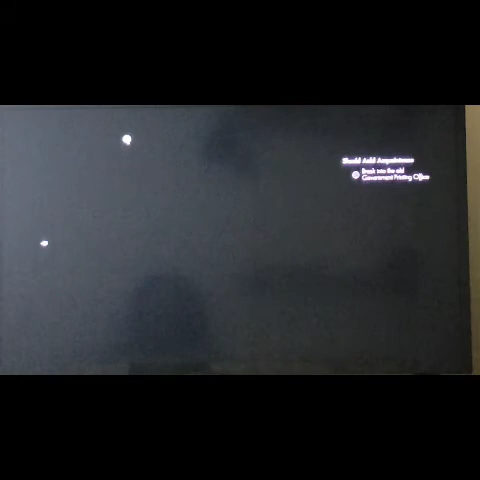 Should Auld Acquaintance
Break into the old
Government Printing Office